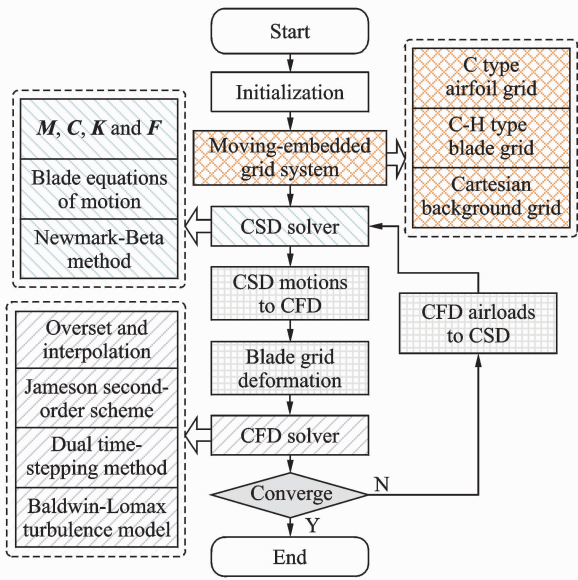 Start
Initialization
Moving-embedded
grid system
C type
airfoil grid
C-H type
blade grid
Cartesian
background grid
M, C, K and F
Blade equations
of motion
Newmark-Beta
method
CSD solver
CSD motions
to CFD
CFD airloads
to CSD
Blade grid
deformation
Overset and
interpolation
Jameson second-
order scheme
Dual time-
stepping method
Baldwin-Lomax
turbulence model
CFD solver
Converge
N
Y
End